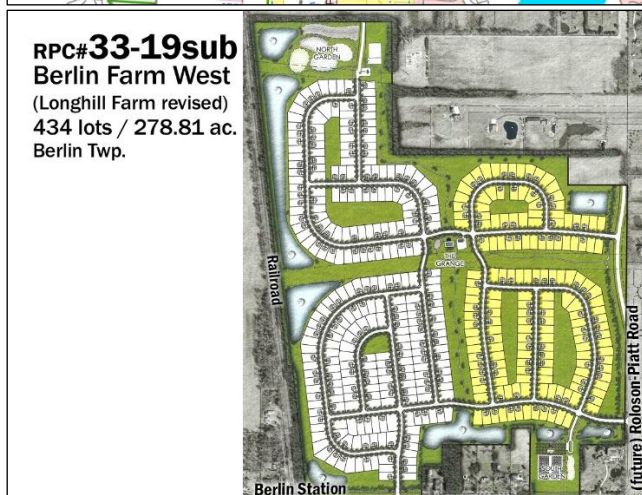 RPC#33-19sub
Berlin Farm West
(Longhill Farm revised)
434 lots / 278.81 ac.
Berlin Twp.
NORTH
GARDEN
THE
GRANGE
Railroad
(future) Roloson-Piatt Road
SOUTH
GARDEN
Berlin Station